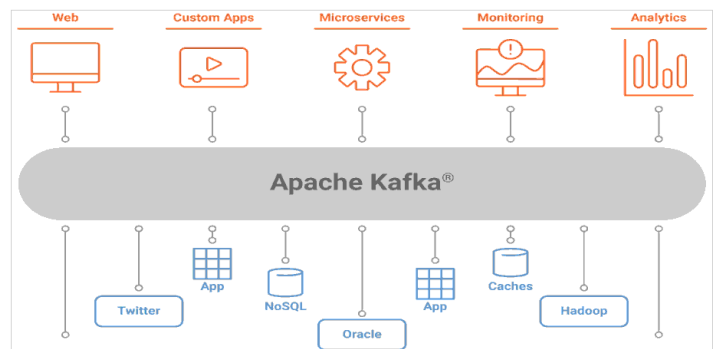 Web
Custom Apps
Microservices
Monitoring
Analytics
Apache Kafka®
App
NoSQL
App
Caches
Twitter
Oracle
Hadoop